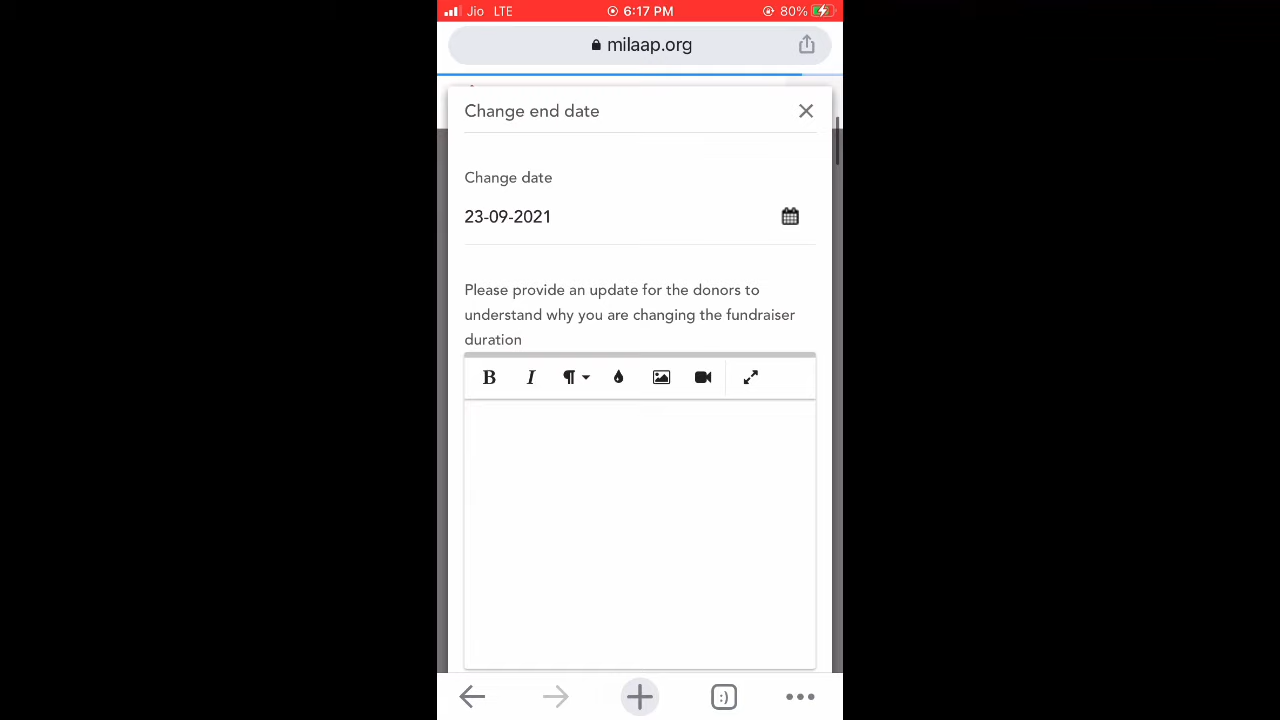 Jio LTE 6:17 PM 80%
milaap.org
Change end date
Change date
23-09-2021
Please provide an update for the donors to
understand why you are changing the fundraiser
duration
B I ¶
:)